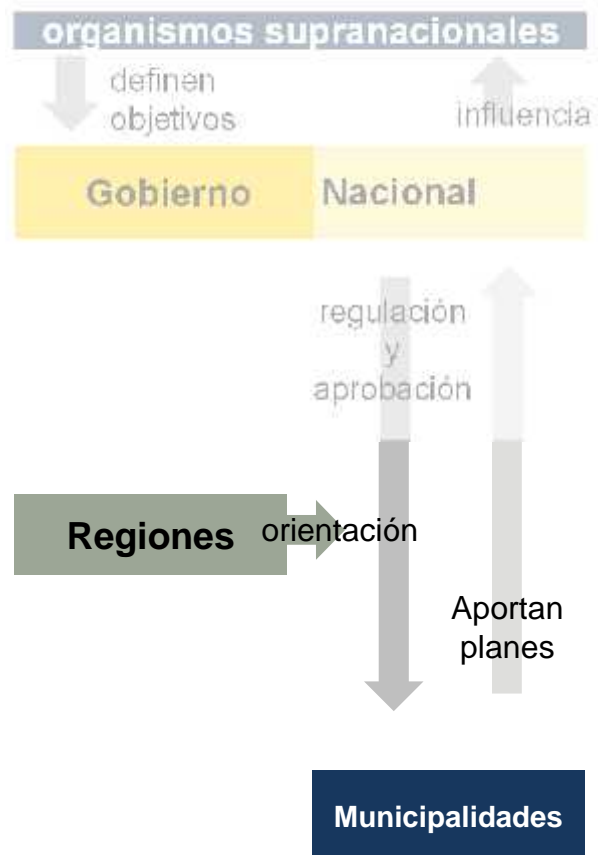 organismos supranacionales
definen
objetivos
influencia
Gobierno Nacional
regulación
y
aprobación
Regiones
orientación
Aportan
planes
Municipalidades